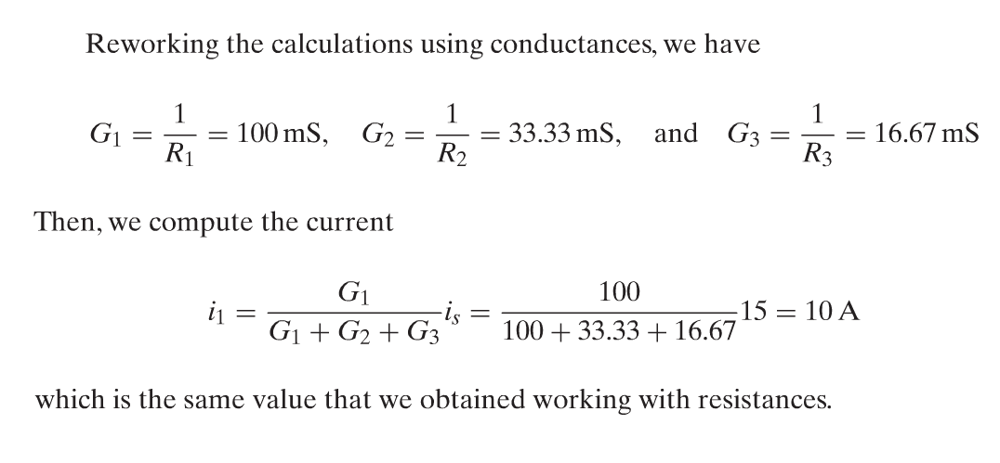 Reworking the calculations using conductances, we have
G₁ = 1/R₁ = 100 mS, G₂ = 1/R₂ = 33.33 mS, and G₃ = 1/R₃ = 16.67 mS
Then, we compute the current
i₁ = G₁/(G₁ + G₂ + G₃) iₛ = 100/(100 + 33.33 + 16.67) 15 = 10 A
which is the same value that we obtained working with resistances.